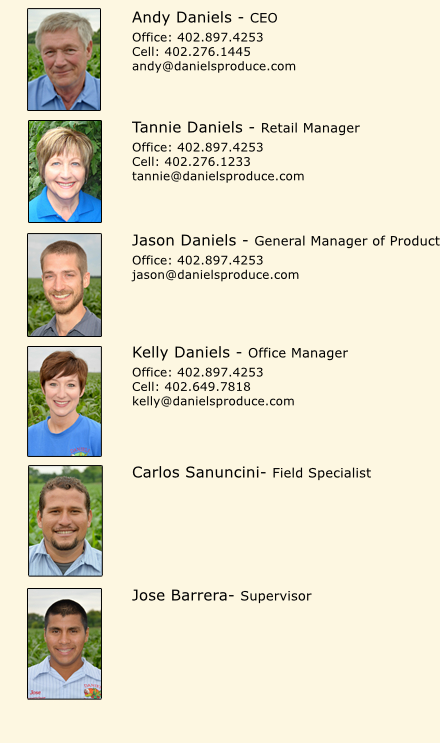 Andy Daniels - CEO
Office: 402.897.4253
Cell: 402.276.1445
andy@danielsproduce.com
Tannie Daniels - Retail Manager
Office: 402.897.4253
Cell: 402.276.1233
tannie@danielsproduce.com
Jason Daniels - General Manager of Product
Office: 402.897.4253
jason@danielsproduce.com
Kelly Daniels - Office Manager
Office: 402.897.4253
Cell: 402.649.7818
kelly@danielsproduce.com
Carlos Sanuncini- Field Specialist
Jose Barrera- Supervisor
Jose